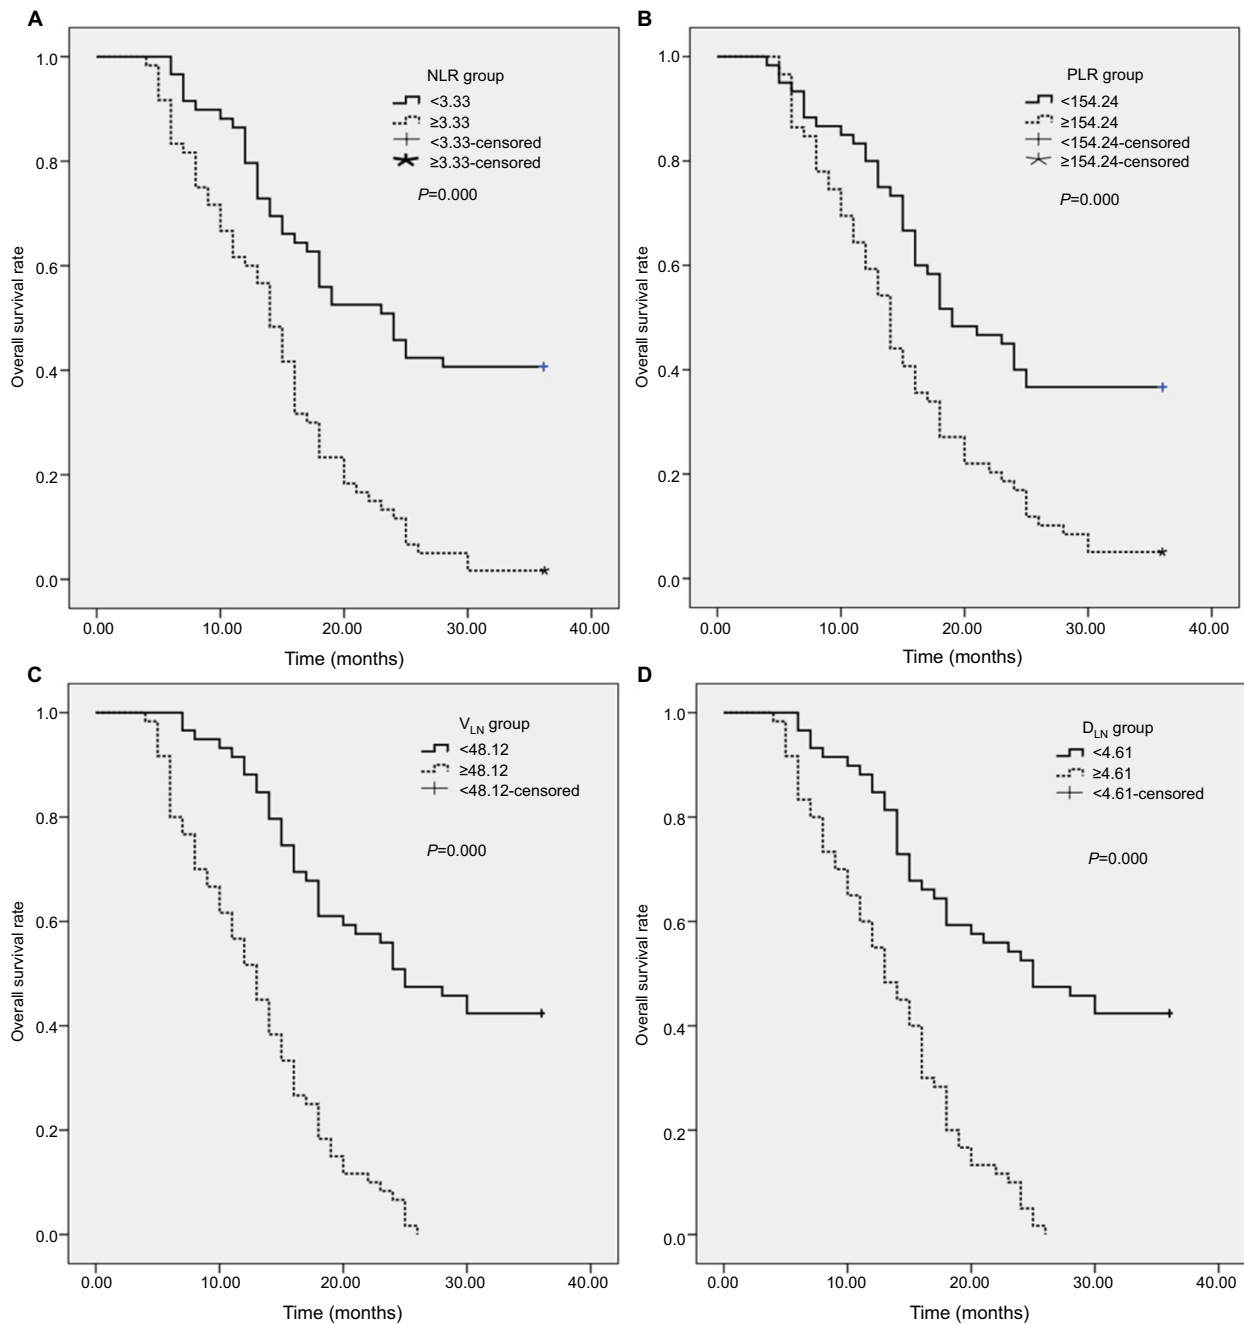 A
NLR group
<3.33
≥3.33
<3.33-censored
≥3.33-censored
P=0.000
Overall survival rate
1.0
0.8
0.6
0.4
0.2
0.0
0.00 10.00 20.00 30.00 40.00
Time (months)
B
PLR group
<154.24
≥154.24
<154.24-censored
≥154.24-censored
P=0.000
Overall survival rate
1.0
0.8
0.6
0.4
0.2
0.0
0.00 10.00 20.00 30.00 40.00
Time (months)
C
VLN group
<48.12
≥48.12
<48.12-censored
P=0.000
Overall survival rate
1.0
0.8
0.6
0.4
0.2
0.0
0.00 10.00 20.00 30.00 40.00
Time (months)
D
DLN group
<4.61
≥4.61
<4.61-censored
P=0.000
Overall survival rate
1.0
0.8
0.6
0.4
0.2
0.0
0.00 10.00 20.00 30.00 40.00
Time (months)